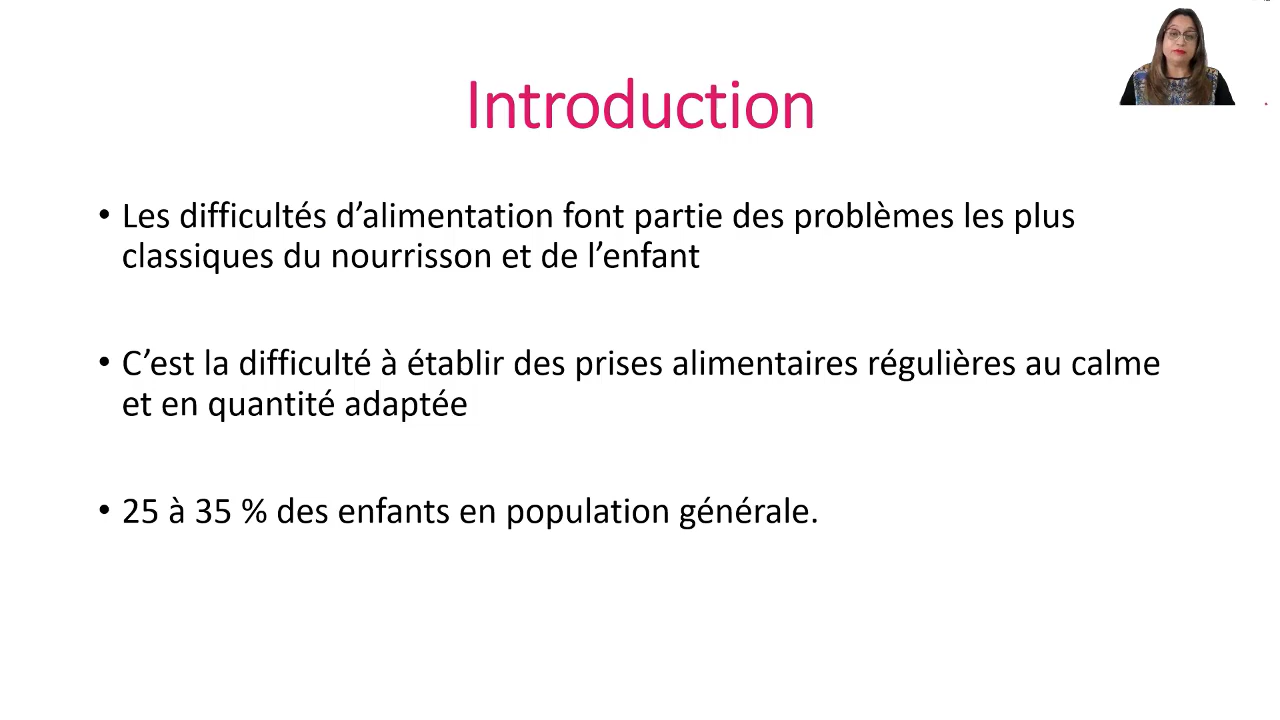 Introduction
• Les difficultés d’alimentation font partie des problèmes les plus
classiques du nourrisson et de l’enfant
• C’est la difficulté à établir des prises alimentaires régulières au calme
et en quantité adaptée
• 25 à 35 % des enfants en population générale.